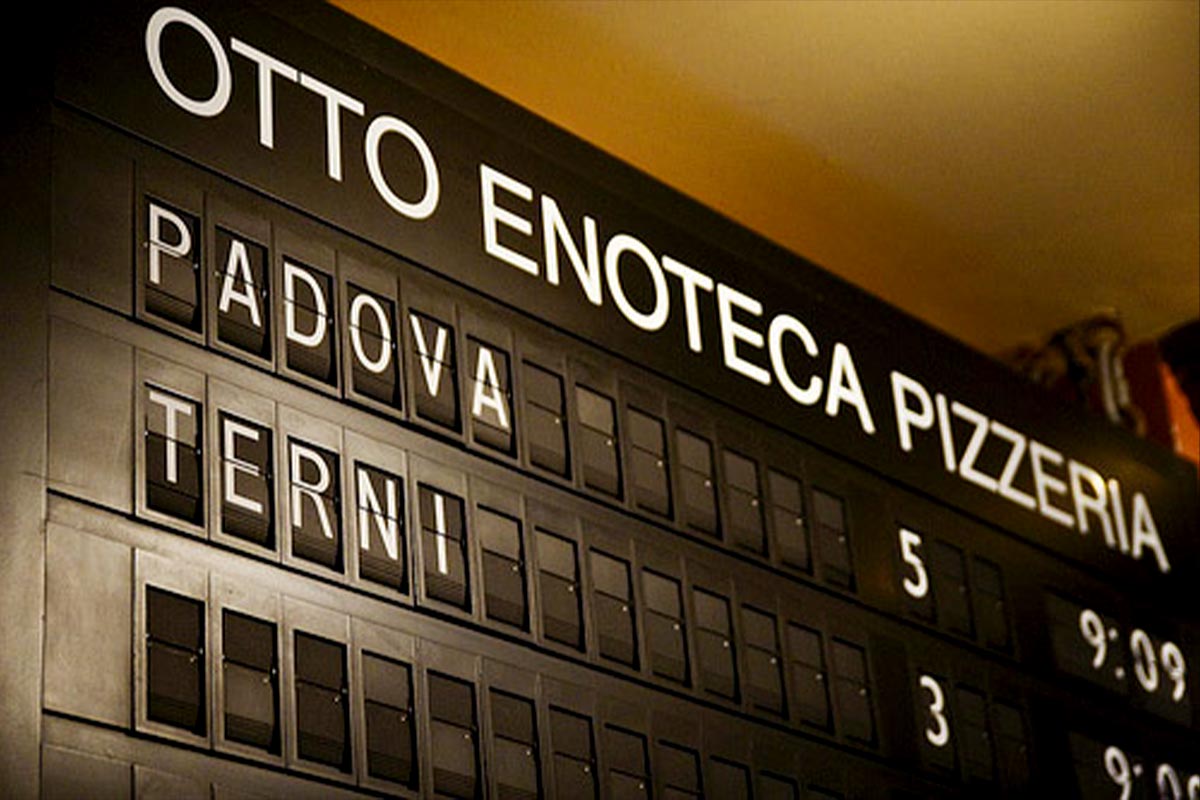 OTTO ENOTECA PIZZERIA
PADOVA 5 9:09
TERNI 3